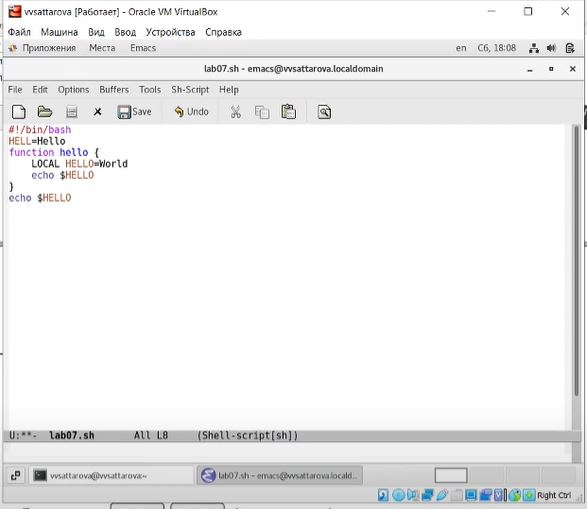 vvsattarova [Работает] - Oracle VM VirtualBox
Файл Машина Вид Ввод Устройства Справка
Приложения Места Emacs en Сб, 18:08
lab07.sh - emacs@vvsattarova.localdomain
File Edit Options Buffers Tools Sh-Script Help
Save Undo
#!/bin/bash
HELL=Hello
function hello {
LOCAL HELLO=World
echo $HELLO
}
echo $HELLO
U:**- lab07.sh All L8 (Shell-script[sh])
vvsattarova@vvsattarova:~ lab07.sh - emacs@vvsattarova.locald...
Right Ctrl